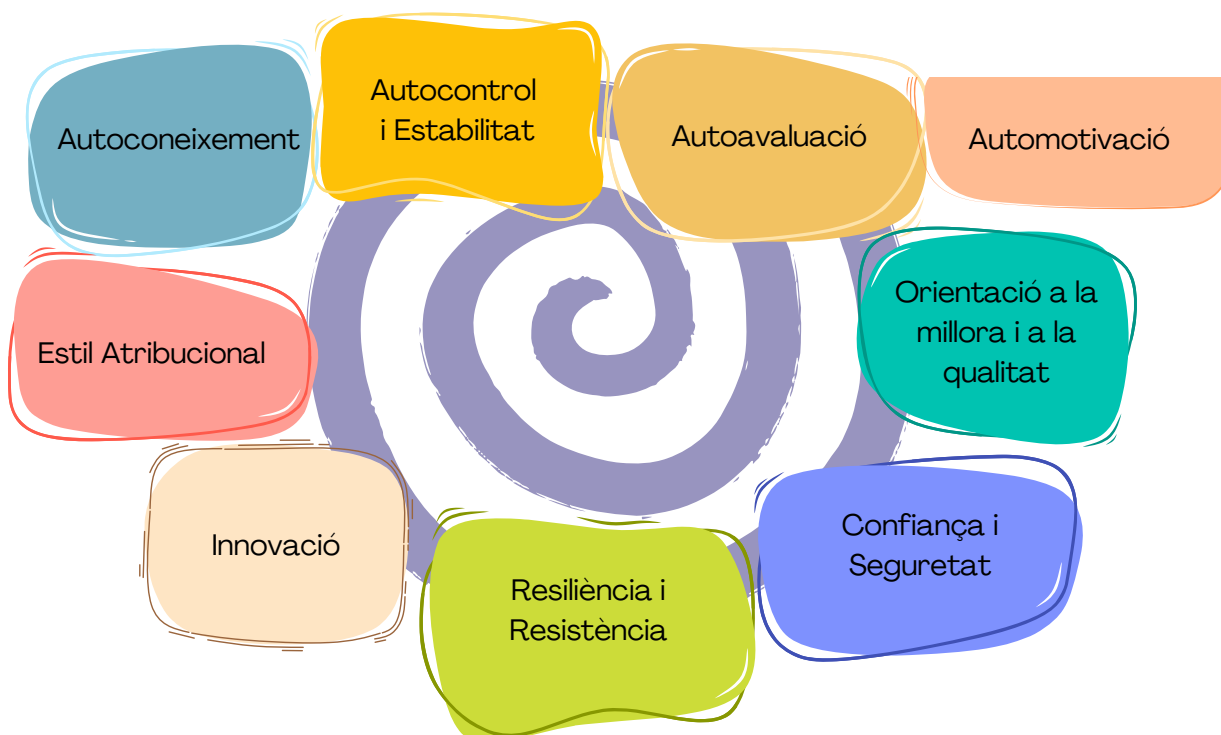 Autoconeixement
Autocontrol
i Estabilitat
Autoavaluació
Automotivació
Estil Atribucional
Orientació a la
millora i a la
qualitat
Innovació
Resiliència i
Resistència
Confiança i
Seguretat